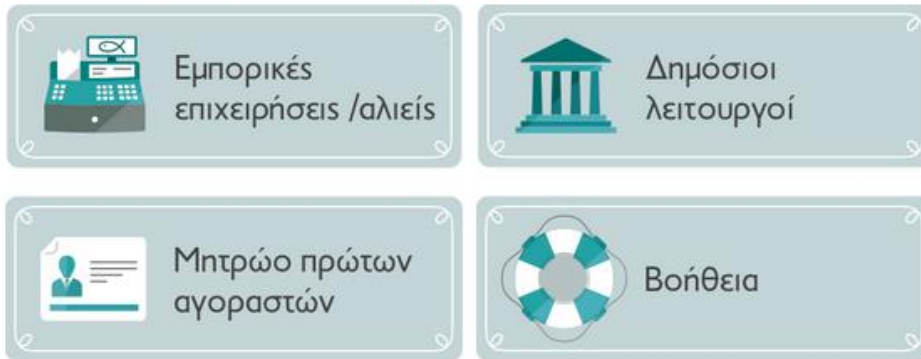 Εμπορικές
επιχειρήσεις /αλιείς
Δημόσιοι
λειτουργοί
Μητρώο πρώτων
αγοραστών
Βοήθεια